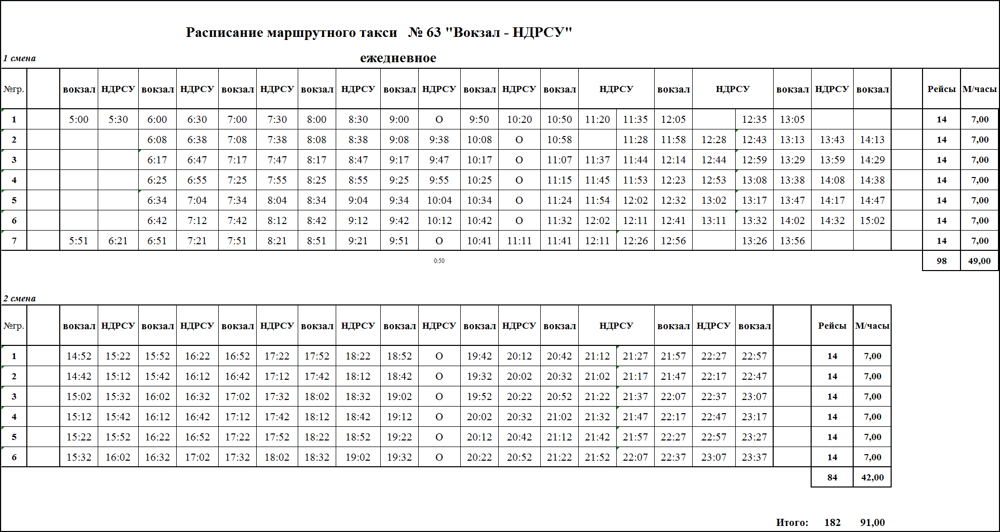 Расписание маршрутного такси № 63 "Вокзал - НДРСУ"
1 смена ежедневное
№гр. вокзал НДРСУ вокзал НДРСУ вокзал НДРСУ вокзал НДРСУ вокзал НДРСУ вокзал НДРСУ вокзал НДРСУ вокзал НДРСУ вокзал НДРСУ вокзал Рейсы М/часы
1 5:00 5:30 6:00 6:30 7:00 7:30 8:00 8:30 9:00 О 9:50 10:20 10:50 11:20 11:35 12:05 12:35 13:05 14 7,00
2 6:08 6:38 7:08 7:38 8:08 8:38 9:08 9:38 10:08 О 10:58 11:28 11:58 12:28 12:43 13:13 13:43 14:13 14 7,00
3 6:17 6:47 7:17 7:47 8:17 8:47 9:17 9:47 10:17 О 11:07 11:37 11:44 12:14 12:44 12:59 13:29 13:59 14:29 14 7,00
4 6:25 6:55 7:25 7:55 8:25 8:55 9:25 9:55 10:25 О 11:15 11:45 11:53 12:23 12:53 13:08 13:38 14:08 14:38 14 7,00
5 6:34 7:04 7:34 8:04 8:34 9:04 9:34 10:04 10:34 О 11:24 11:54 12:02 12:32 13:02 13:17 13:47 14:17 14:47 14 7,00
6 6:42 7:12 7:42 8:12 8:42 9:12 9:42 10:12 10:42 О 11:32 12:02 12:11 12:41 13:11 13:32 14:02 14:32 15:02 14 7,00
7 5:51 6:21 6:51 7:21 7:51 8:21 8:51 9:21 9:51 О 10:41 11:11 11:41 12:11 12:26 12:56 13:26 13:56 14 7,00
0:50 98 49,00
2 смена
№гр. вокзал НДРСУ вокзал НДРСУ вокзал НДРСУ вокзал НДРСУ вокзал НДРСУ вокзал НДРСУ вокзал НДРСУ вокзал НДРСУ вокзал Рейсы М/часы
1 14:52 15:22 15:52 16:22 16:52 17:22 17:52 18:22 18:52 О 19:42 20:12 20:42 21:12 21:27 21:57 22:27 22:57 14 7,00
2 14:42 15:12 15:42 16:12 16:42 17:12 17:42 18:12 18:42 О 19:32 20:02 20:32 21:02 21:17 21:47 22:17 22:47 14 7,00
3 15:02 15:32 16:02 16:32 17:02 17:32 18:02 18:32 19:02 О 19:52 20:22 20:52 21:22 21:37 22:07 22:37 23:07 14 7,00
4 15:12 15:42 16:12 16:42 17:12 17:42 18:12 18:42 19:12 О 20:02 20:32 21:02 21:32 21:47 22:17 22:47 23:17 14 7,00
5 15:22 15:52 16:22 16:52 17:22 17:52 18:22 18:52 19:22 О 20:12 20:42 21:12 21:42 21:57 22:27 22:57 23:27 14 7,00
6 15:32 16:02 16:32 17:02 17:32 18:02 18:32 19:02 19:32 О 20:22 20:52 21:22 21:52 22:07 22:37 23:07 23:37 14 7,00
84 42,00
Итого: 182 91,00